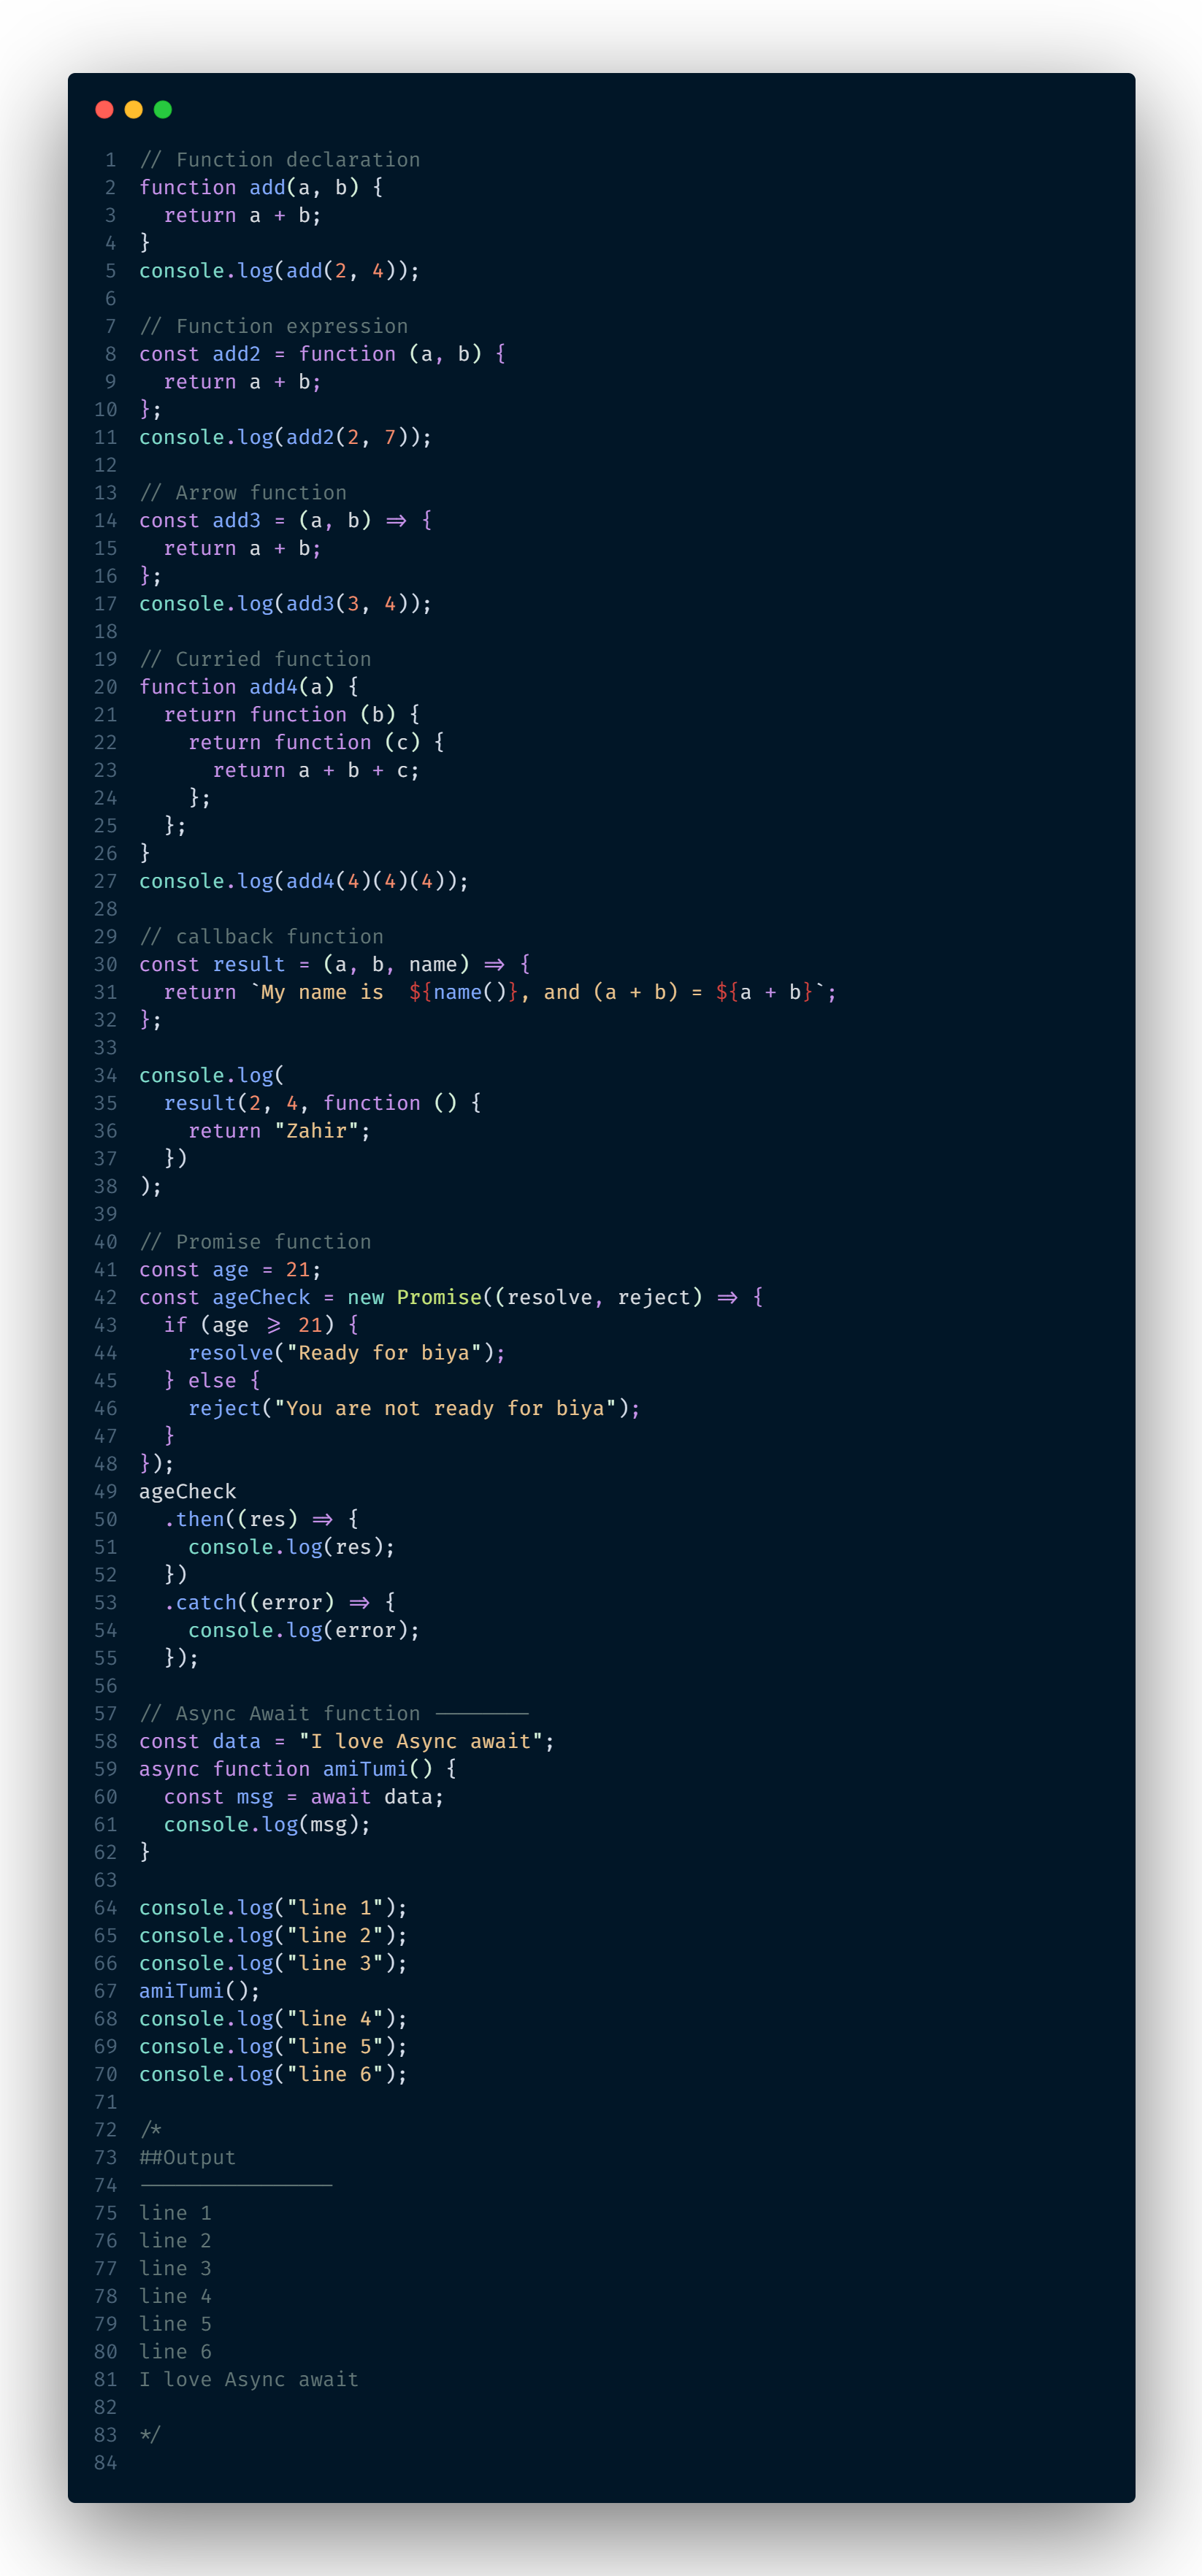 1 // Function declaration
2 function add(a, b) {
3   return a + b;
4 }
5 console.log(add(2, 4));
6
7 // Function expression
8 const add2 = function (a, b) {
9   return a + b;
10 };
11 console.log(add2(2, 7));
12
13 // Arrow function
14 const add3 = (a, b) => {
15   return a + b;
16 };
17 console.log(add3(3, 4));
18
19 // Curried function
20 function add4(a) {
21   return function (b) {
22     return function (c) {
23       return a + b + c;
24     };
25   };
26 }
27 console.log(add4(4)(4)(4));
28
29 // callback function
30 const result = (a, b, name) => {
31   return `My name is  ${name()}, and (a + b) = ${a + b}`;
32 };
33
34 console.log(
35   result(2, 4, function () {
36     return "Zahir";
37   })
38 );
39
40 // Promise function
41 const age = 21;
42 const ageCheck = new Promise((resolve, reject) => {
43   if (age >= 21) {
44     resolve("Ready for biya");
45   } else {
46     reject("You are not ready for biya");
47   }
48 });
49 ageCheck
50   .then((res) => {
51     console.log(res);
52   })
53   .catch((error) => {
54     console.log(error);
55   });
56
57 // Async Await function --------
58 const data = "I love Async await";
59 async function amiTumi() {
60   const msg = await data;
61   console.log(msg);
62 }
63
64 console.log("line 1");
65 console.log("line 2");
66 console.log("line 3");
67 amiTumi();
68 console.log("line 4");
69 console.log("line 5");
70 console.log("line 6");
71
72 /*
73 ##Output
74 ----------------
75 line 1
76 line 2
77 line 3
78 line 4
79 line 5
80 line 6
81 I love Async await
82
83 */
84